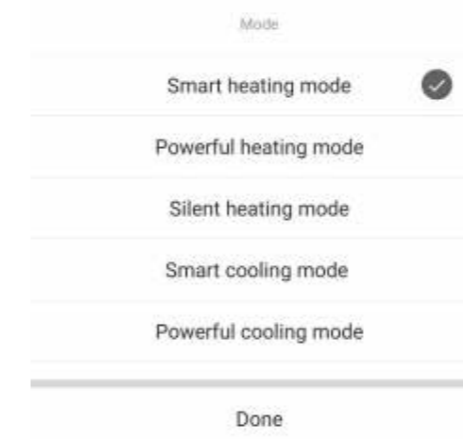 Mode
Smart heating mode
Powerful heating mode
Silent heating mode
Smart cooling mode
Powerful cooling mode
Done